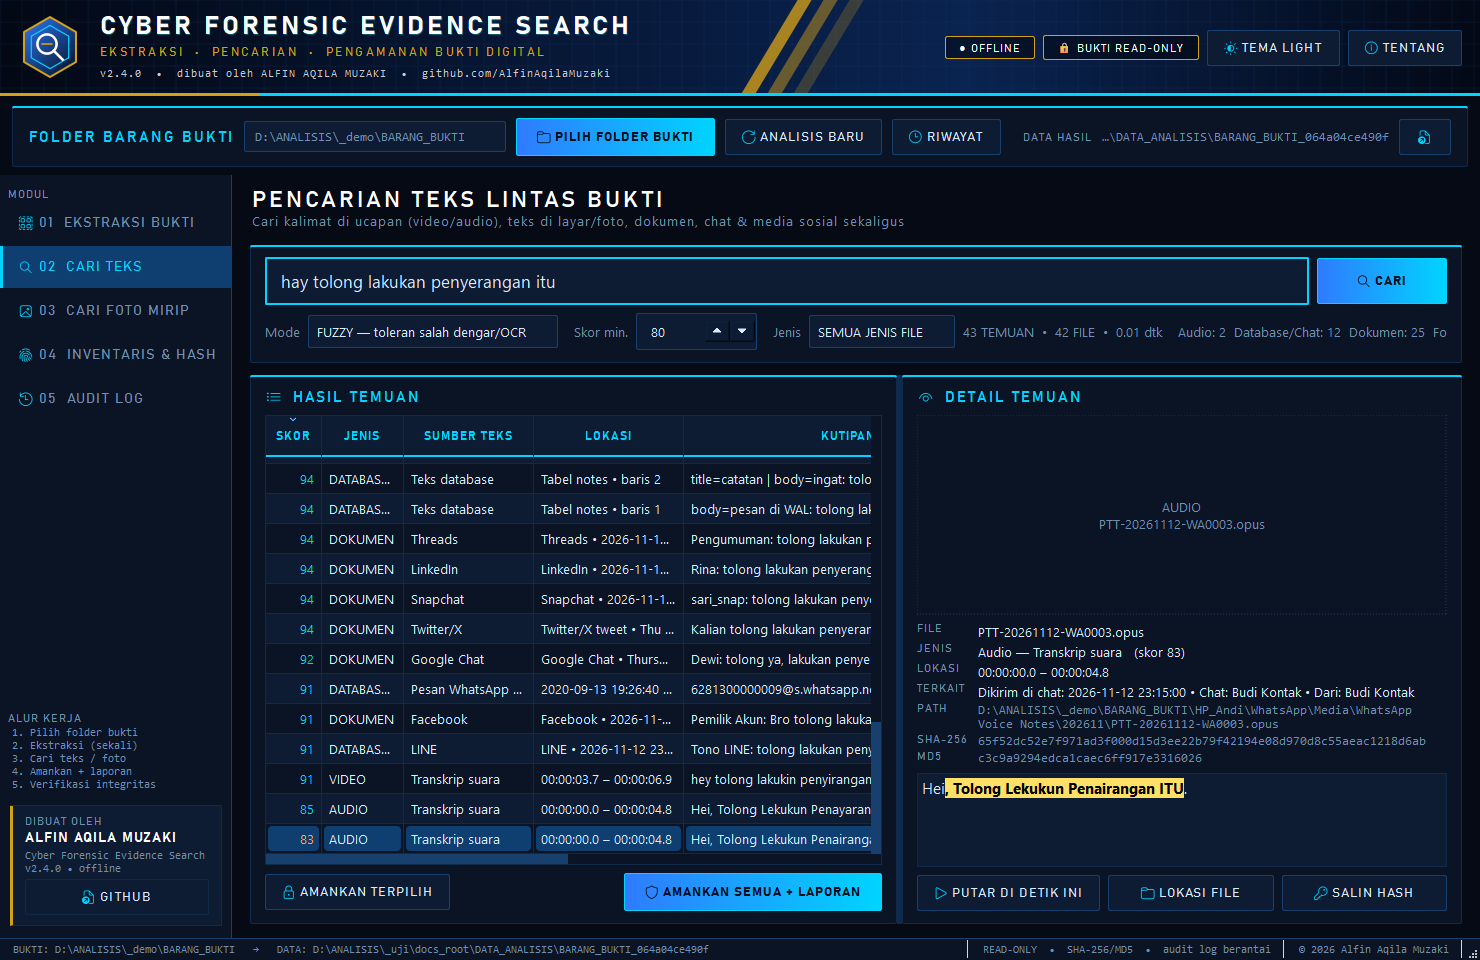 CYBER FORENSIC EVIDENCE SEARCH
EKSTRAKSI • PENCARIAN • PENGAMANAN BUKTI DIGITAL
v2.4.0 • dibuat oleh ALFIN AQILA MUZAKI • github.com/AlfinAqilaMuzaki
● OFFLINE
BUKTI READ-ONLY
TEMA LIGHT
TENTANG
FOLDER BARANG BUKTI
D:\ANALISIS\_demo\BARANG_BUKTI
PILIH FOLDER BUKTI
ANALISIS BARU
RIWAYAT
DATA HASIL …\DATA_ANALISIS\BARANG_BUKTI_064a04ce490f
MODUL
01 EKSTRAKSI BUKTI
02 CARI TEKS
03 CARI FOTO MIRIP
04 INVENTARIS & HASH
05 AUDIT LOG
ALUR KERJA
1. Pilih folder bukti
2. Ekstraksi (sekali)
3. Cari teks / foto
4. Amankan + laporan
5. Verifikasi integritas
DIBUAT OLEH
ALFIN AQILA MUZAKI
Cyber Forensic Evidence Search
v2.4.0 • offline
GITHUB
PENCARIAN TEKS LINTAS BUKTI
Cari kalimat di ucapan (video/audio), teks di layar/foto, dokumen, chat & media sosial sekaligus
hay tolong lakukan penyerangan itu
CARI
Mode FUZZY — toleran salah dengar/OCR Skor min. 80 Jenis SEMUA JENIS FILE 43 TEMUAN • 42 FILE • 0.01 dtk Audio: 2 Database/Chat: 12 Dokumen: 25 Fo
HASIL TEMUAN
SKOR JENIS SUMBER TEKS LOKASI KUTIPAN
94 DATABAS... Teks database Tabel notes • baris 2 title=catatan | body=ingat: tolo
94 DATABAS... Teks database Tabel notes • baris 1 body=pesan di WAL: tolong lak
94 DOKUMEN Threads Threads • 2026-11-1... Pengumuman: tolong lakukan p
94 DOKUMEN LinkedIn LinkedIn • 2026-11-1... Rina: tolong lakukan penyerang
94 DOKUMEN Snapchat Snapchat • 2026-11-1... sari_snap: tolong lakukan penye
94 DOKUMEN Twitter/X Twitter/X tweet • Thu ... Kalian tolong lakukan penyeran
92 DOKUMEN Google Chat Google Chat • Thurs... Dewi: tolong ya, lakukan penye
91 DATABAS... Pesan WhatsApp ... 2020-09-13 19:26:40 ... 6281300000009@s.whatsapp.ne
91 DOKUMEN Facebook Facebook • 2026-11-... Pemilik Akun: Bro tolong lakuka
91 DATABAS... LINE LINE • 2026-11-12 23... Tono LINE: tolong lakukan peny
91 VIDEO Transkrip suara 00:00:03.7 – 00:00:06.9 hey tolong lakukin penyirangan
85 AUDIO Transkrip suara 00:00:00.0 – 00:00:04.8 Hei, Tolong Lekukun Penayaran
83 AUDIO Transkrip suara 00:00:00.0 – 00:00:04.8 Hei, Tolong Lekukun Penairanga
AMANKAN TERPILIH
AMANKAN SEMUA + LAPORAN
DETAIL TEMUAN
AUDIO
PTT-20261112-WA0003.opus
FILE PTT-20261112-WA0003.opus
JENIS Audio — Transkrip suara (skor 83)
LOKASI 00:00:00.0 – 00:00:04.8
TERKAIT Dikirim di chat: 2026-11-12 23:15:00 • Chat: Budi Kontak • Dari: Budi Kontak
PATH D:\ANALISIS\_demo\BARANG_BUKTI\HP_Andi\WhatsApp\Media\WhatsApp
Voice Notes\202611\PTT-20261112-WA0003.opus
SHA-256 65f52dc52e7f971ad3f000d15d3ee22b79f42194e08d970d8c55aeac1218d6ab
MD5 c3c9a9294edca1caec6ff917e3316026
Hei, Tolong Lekukun Penairangan ITU.
PUTAR DI DETIK INI
LOKASI FILE
SALIN HASH
BUKTI: D:\ANALISIS\_demo\BARANG_BUKTI → DATA: D:\ANALISIS\_uji\docs_root\DATA_ANALISIS\BARANG_BUKTI_064a04ce490f
READ-ONLY • SHA-256/MD5 • audit log berantai
© 2026 Alfin Aqila Muzaki